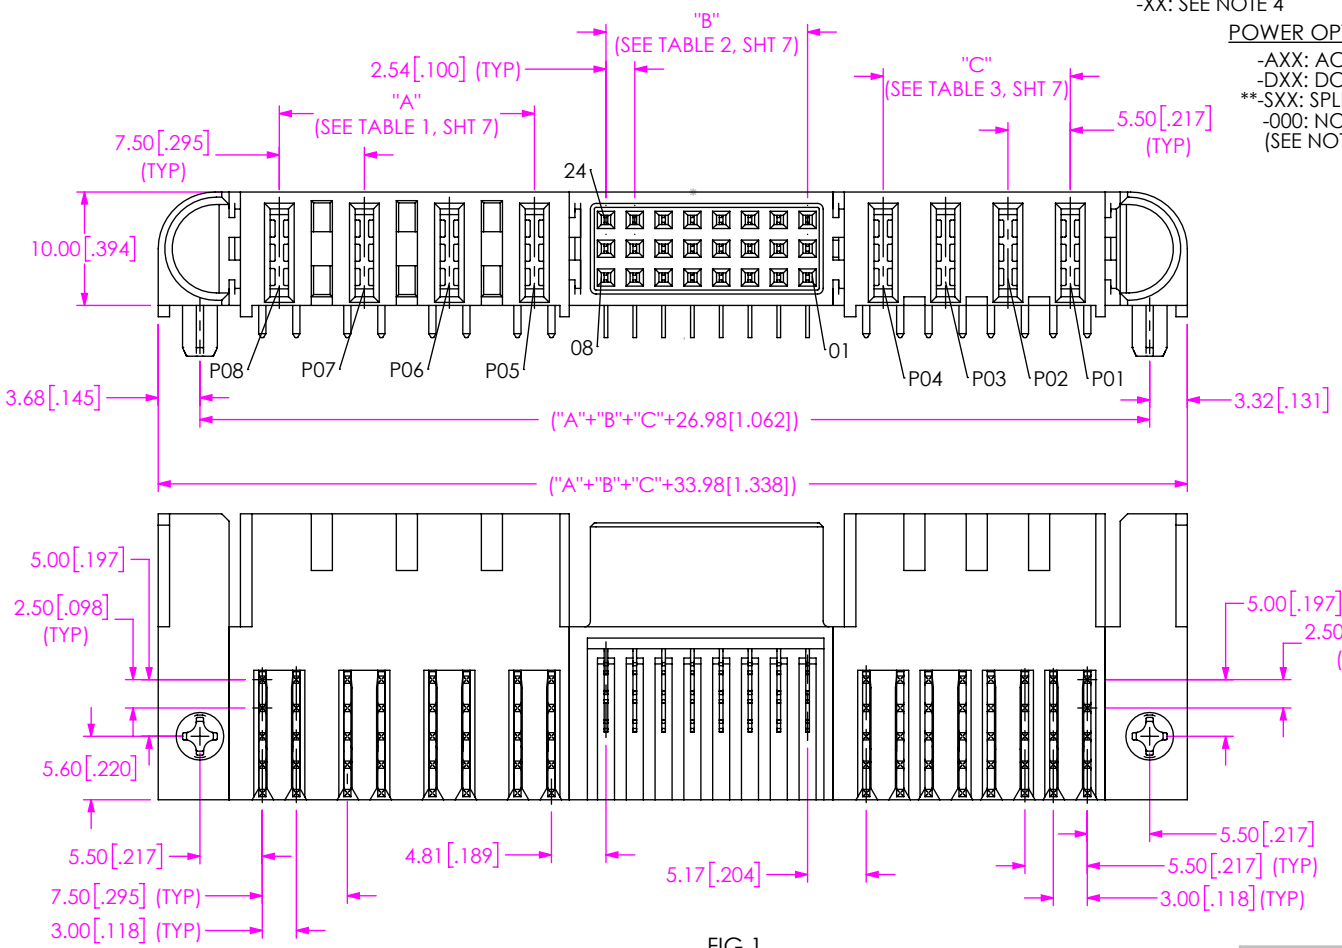 -XX: SEE NOTE 4
POWER OPT
-AXX: AC
-DXX: DC
**-SXX: SPL
-000: NO
(SEE NOT
"B"
(SEE TABLE 2, SHT 7)
2.54[.100] (TYP)
"A"
(SEE TABLE 1, SHT 7)
"C"
(SEE TABLE 3, SHT 7)
7.50[.295]
(TYP)
5.50[.217]
(TYP)
24
10.00[.394]
08
01
P08
P07
P06
P05
P04
P03
P02
P01
3.68[.145]
("A"+"B"+"C"+26.98[1.062])
3.32[.131]
("A"+"B"+"C"+33.98[1.338])
5.00[.197]
2.50[.098]
(TYP)
5.00[.197]
2.50
(
5.60[.220]
5.50[.217]
4.81[.189]
5.17[.204]
5.50[.217]
7.50[.295] (TYP)
5.50[.217] (TYP)
3.00[.118] (TYP)
3.00[.118](TYP)
FIG 1